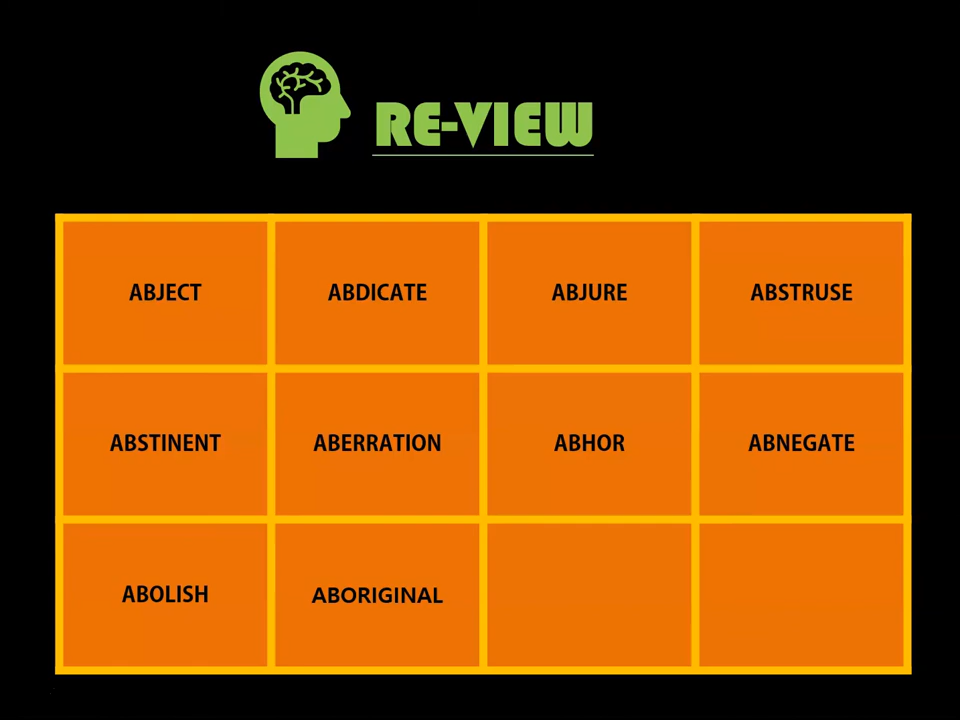 RE-VIEW
ABJECT
ABDICATE
ABJURE
ABSTRUSE
ABSTINENT
ABERRATION
ABHOR
ABNEGATE
ABOLISH
ABORIGINAL